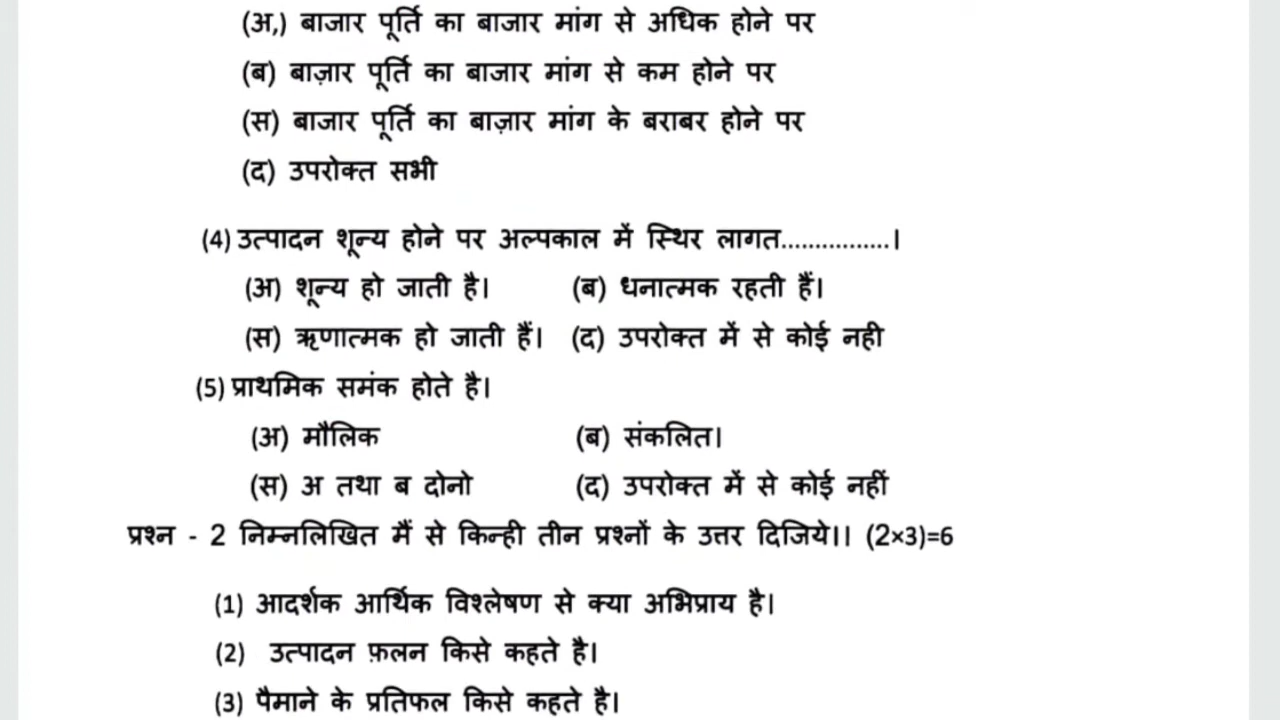 (अ,) बाजार पूर्ति का बाजार मांग से अधिक होने पर
(ब) बाज़ार पूर्ति का बाजार मांग से कम होने पर
(स) बाजार पूर्ति का बाज़ार मांग के बराबर होने पर
(द) उपरोक्त सभी
(4) उत्पादन शून्य होने पर अल्पकाल में स्थिर लागत................।
(अ) शून्य हो जाती है। (ब) धनात्मक रहती हैं।
(स) ऋणात्मक हो जाती हैं। (द) उपरोक्त में से कोई नही
(5) प्राथमिक समंक होते है।
(अ) मौलिक (ब) संकलित।
(स) अ तथा ब दोनो (द) उपरोक्त में से कोई नहीं
प्रश्न - 2 निम्नलिखित मैं से किन्ही तीन प्रश्नों के उत्तर दिजिये।। (2×3)=6
(1) आदर्शक आर्थिक विश्लेषण से क्या अभिप्राय है।
(2) उत्पादन फ़लन किसे कहते है।
(3) पैमाने के प्रतिफल किसे कहते है।